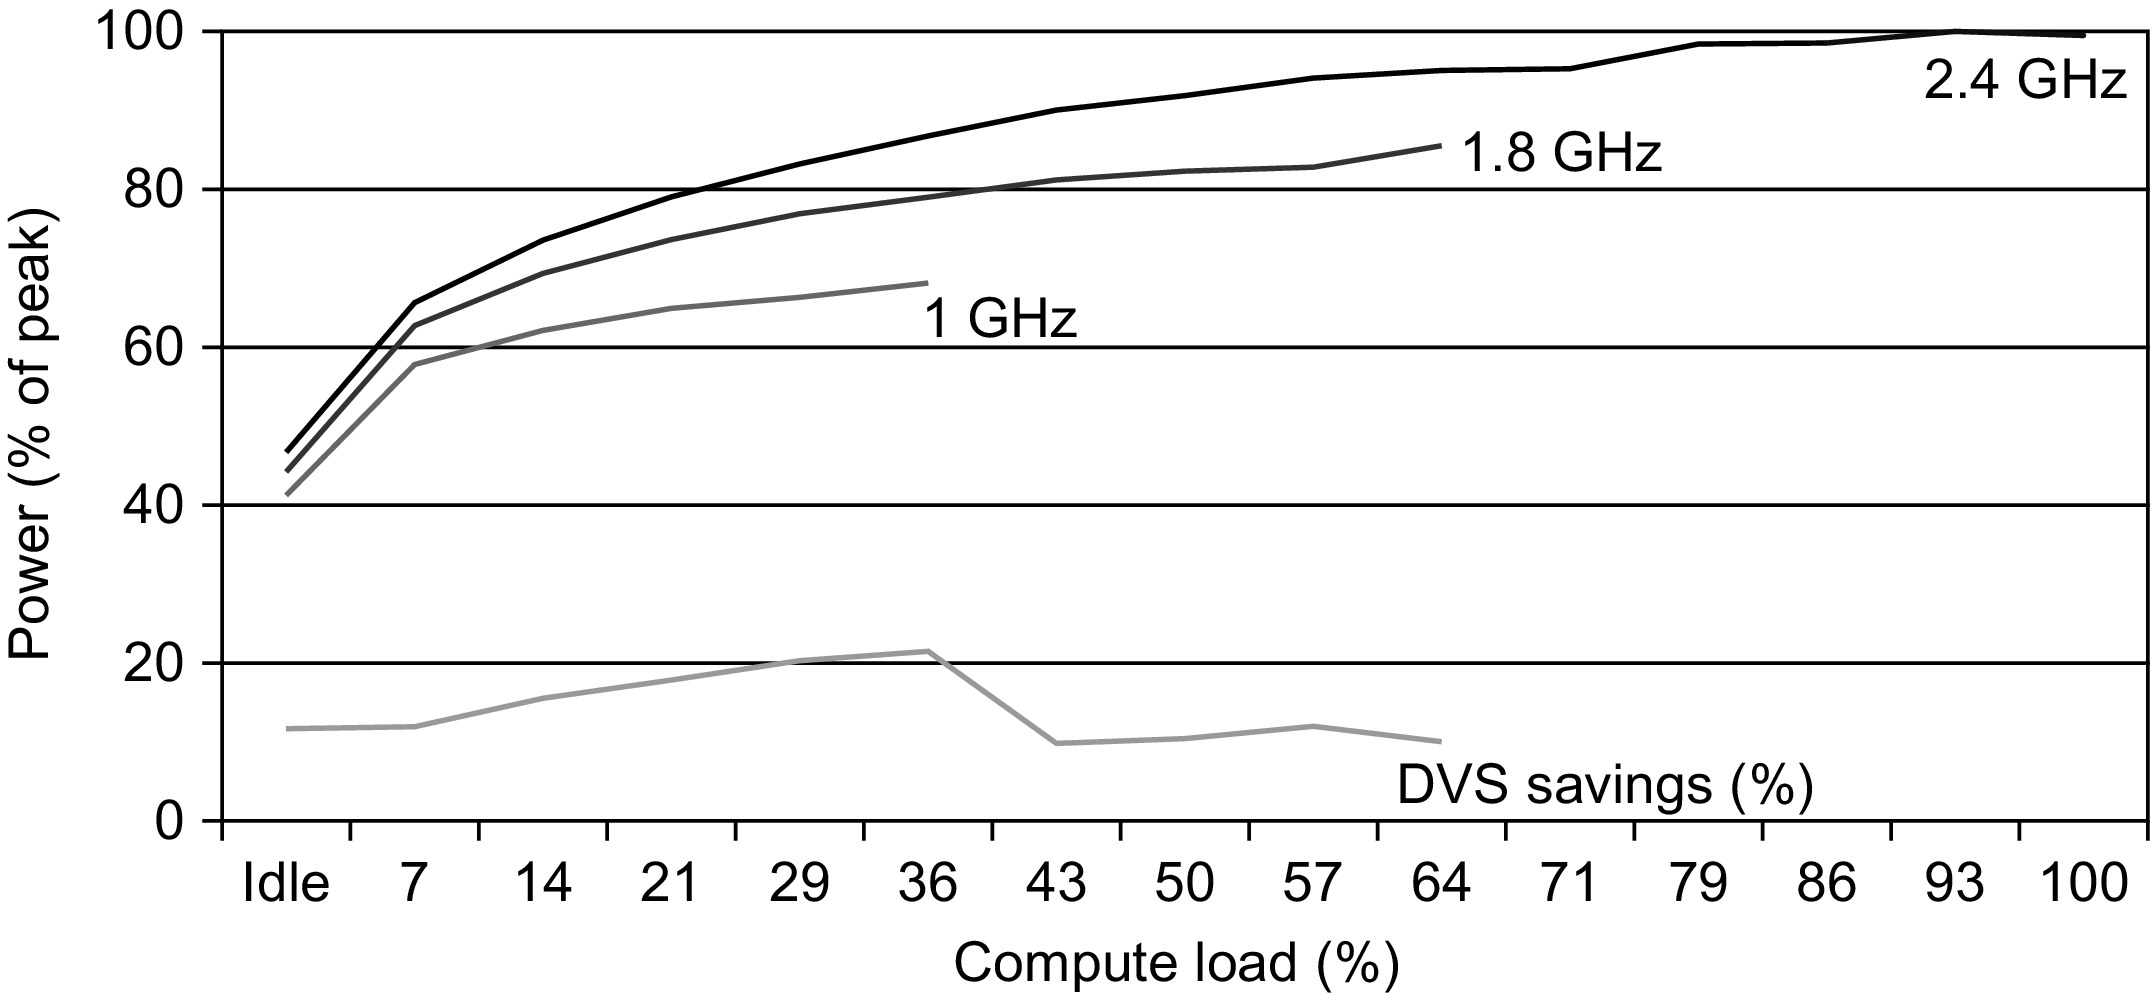 100
2.4 GHz
1.8 GHz
80
1 GHz
60
40
20
DVS savings (%)
0
Power (% of peak)
Idle 7 14 21 29 36 43 50 57 64 71 79 86 93 100
Compute load (%)